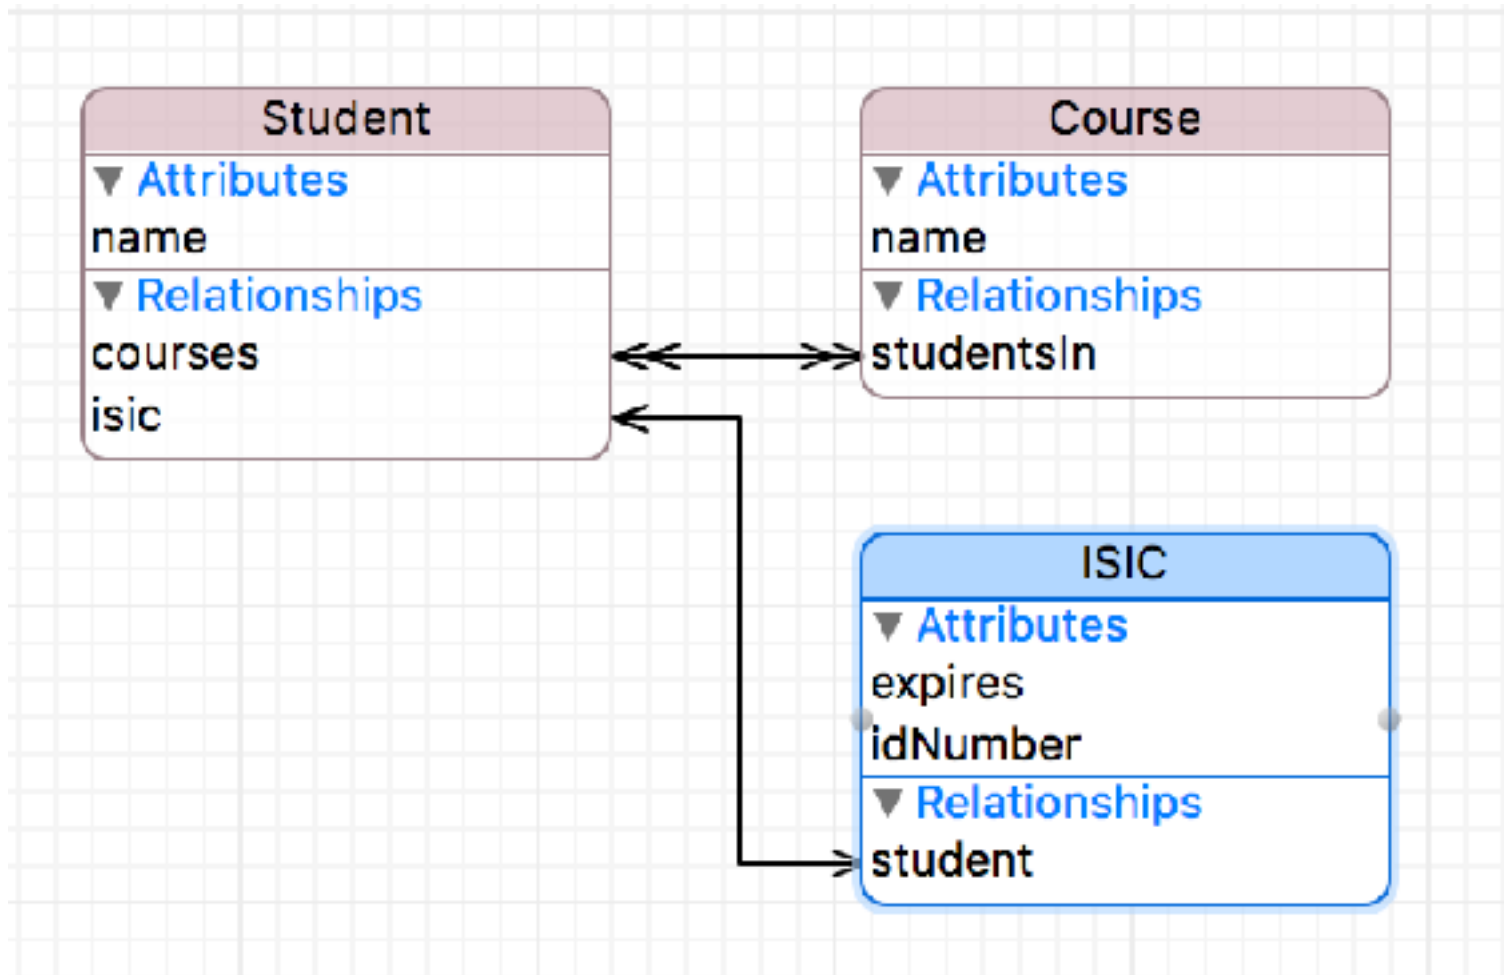 Student
Attributes
name
Relationships
courses
isic
Course
Attributes
name
Relationships
studentsIn
ISIC
Attributes
expires
idNumber
Relationships
student